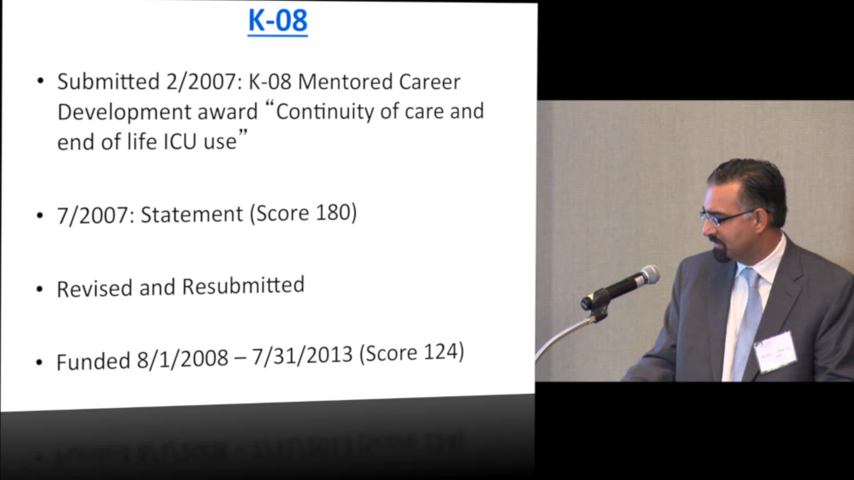 K-08
• Submitted 2/2007: K-08 Mentored Career
Development award “Continuity of care and
end of life ICU use”
• 7/2007: Statement (Score 180)
• Revised and Resubmitted
• Funded 8/1/2008 – 7/31/2013 (Score 124)